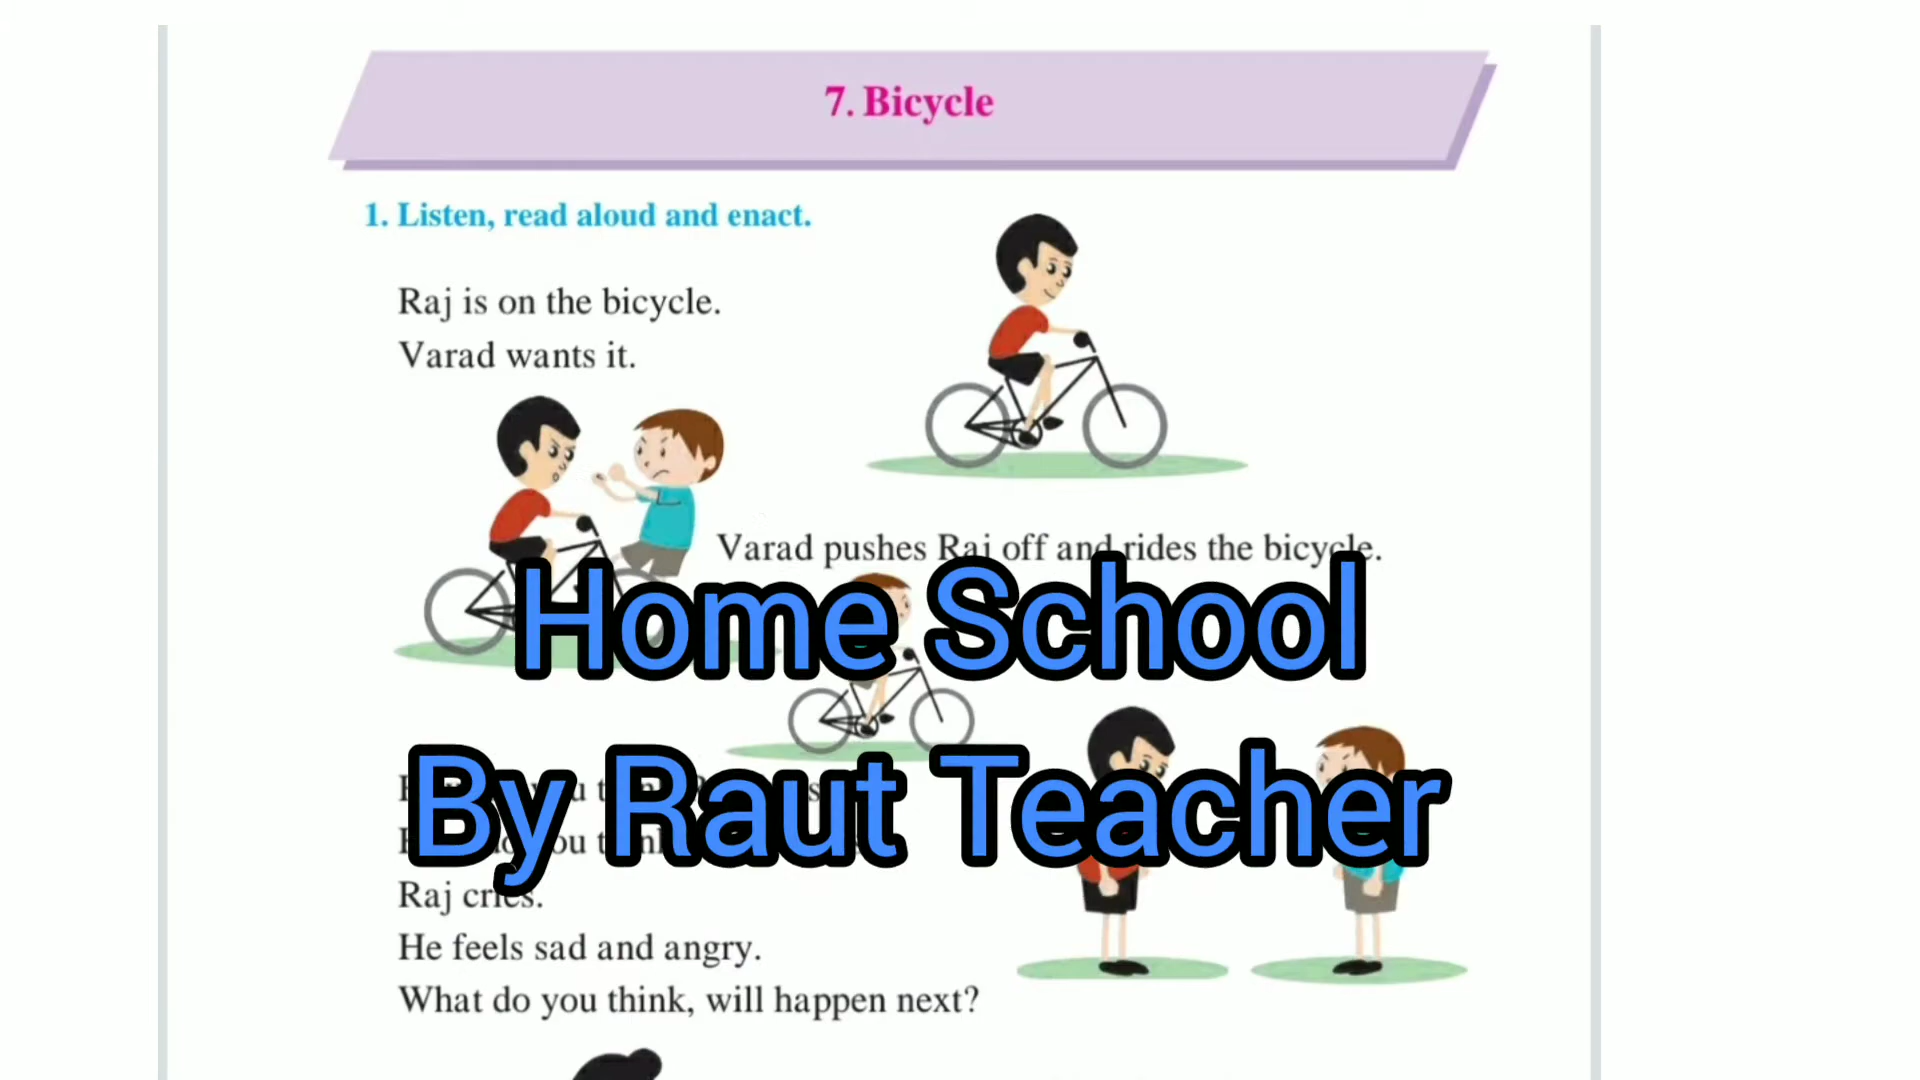 7. Bicycle
1. Listen, read aloud and enact.
Raj is on the bicycle.
Varad wants it.
Varad pushes Raj off and rides the bicycle.
Home School
By Raut Teacher
Raj cries.
He feels sad and angry.
What do you think, will happen next?